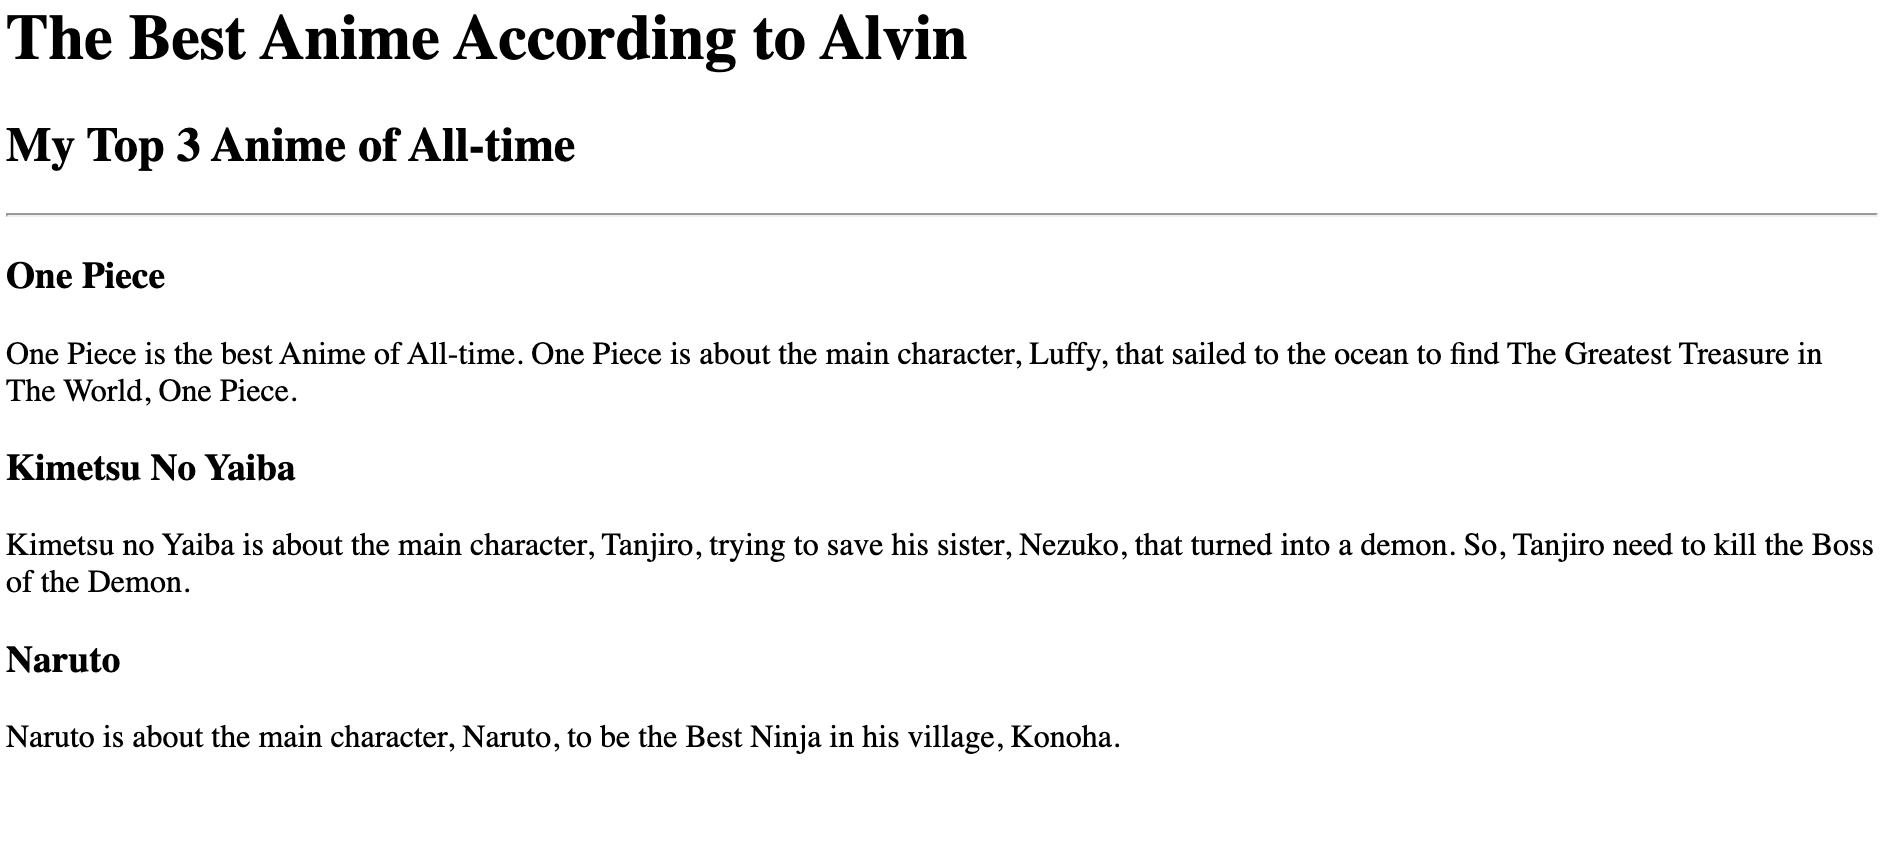 The Best Anime According to Alvin
My Top 3 Anime of All-time
One Piece
One Piece is the best Anime of All-time. One Piece is about the main character, Luffy, that sailed to the ocean to find The Greatest Treasure in
The World, One Piece.
Kimetsu No Yaiba
Kimetsu no Yaiba is about the main character, Tanjiro, trying to save his sister, Nezuko, that turned into a demon. So, Tanjiro need to kill the Boss
of the Demon.
Naruto
Naruto is about the main character, Naruto, to be the Best Ninja in his village, Konoha.